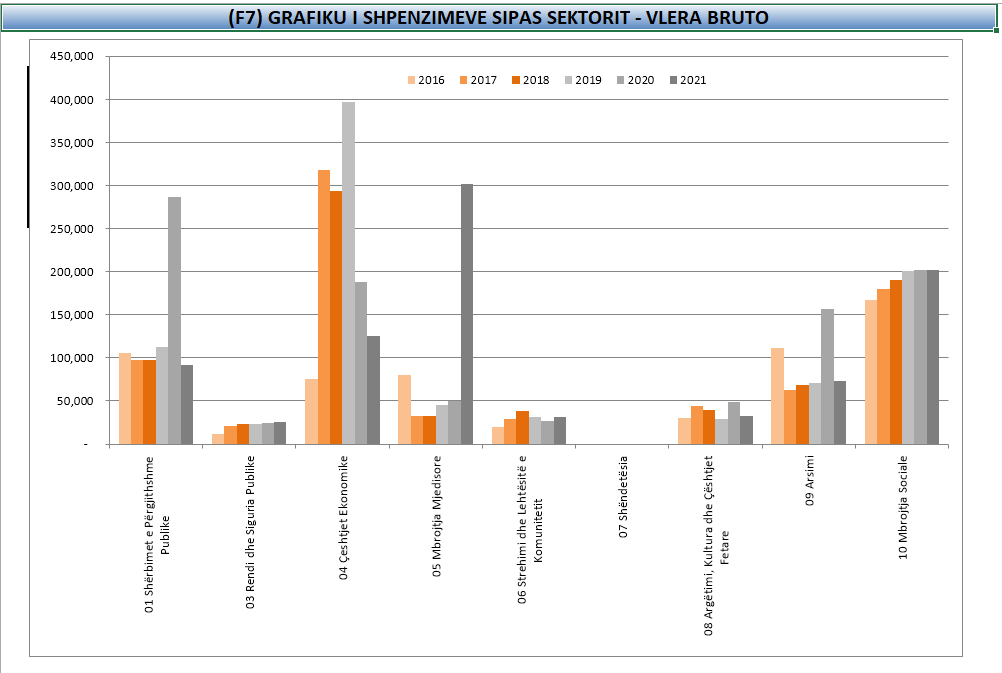 (F7) GRAFIKU I SHPENZIMEVE SIPAS SEKTORIT - VLERA BRUTO
2016 2017 2018 2019 2020 2021
450,000
400,000
350,000
300,000
250,000
200,000
150,000
100,000
50,000
-
01 Shërbimet e Përgjithshme
Publike
03 Rendi dhe Siguria Publike
04 Çeshtjet Ekonomike
05 Mbrojtja Mjedisore
06 Strehimi dhe Lehtësitë e
Komunitetit
07 Shëndetësia
08 Argëtimi, Kultura dhe Çështjet
Fetare
09 Arsimi
10 Mbrojtja Sociale